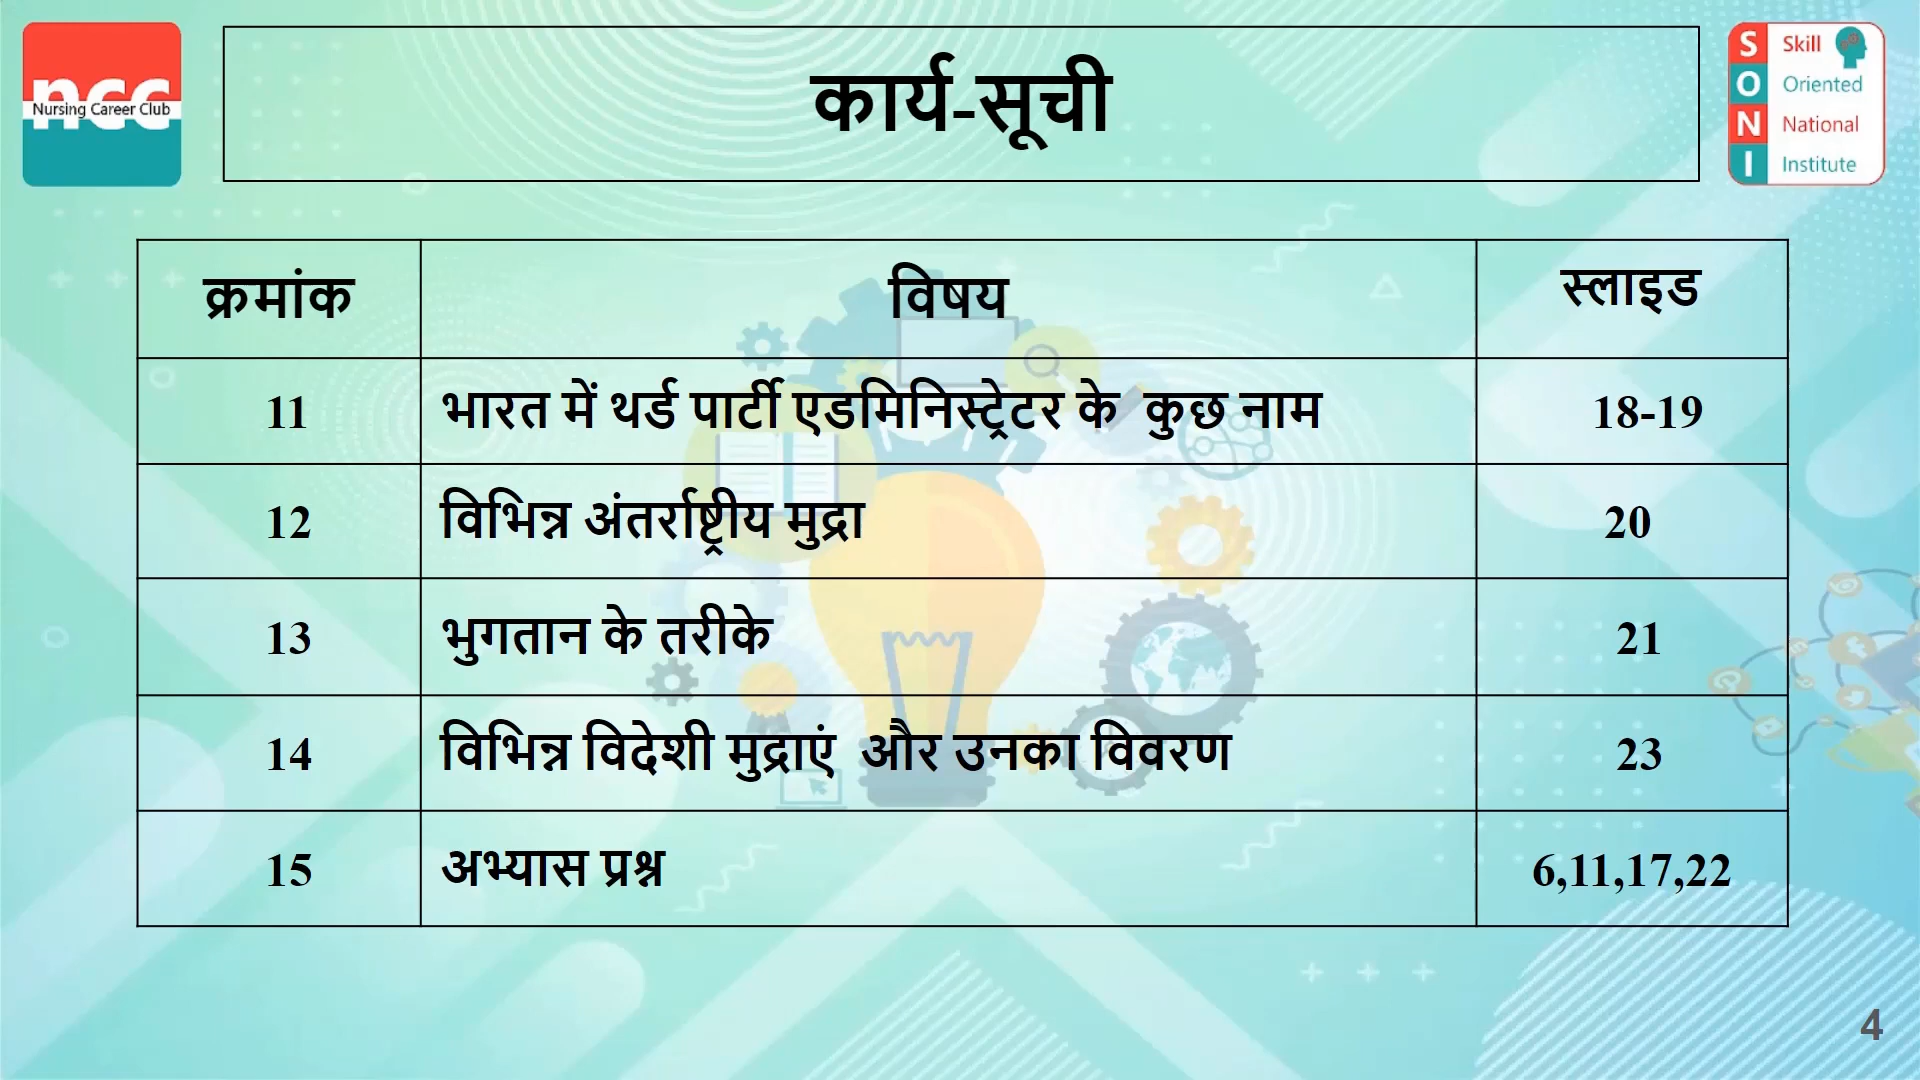 ncc
Nursing Career Club
कार्य-सूची
S Skill
O Oriented
N National
I Institute
क्रमांक विषय स्लाइड
11 भारत में थर्ड पार्टी एडमिनिस्ट्रेटर के कुछ नाम 18-19
12 विभिन्न अंतर्राष्ट्रीय मुद्रा 20
13 भुगतान के तरीके 21
14 विभिन्न विदेशी मुद्राएं और उनका विवरण 23
15 अभ्यास प्रश्न 6,11,17,22
4